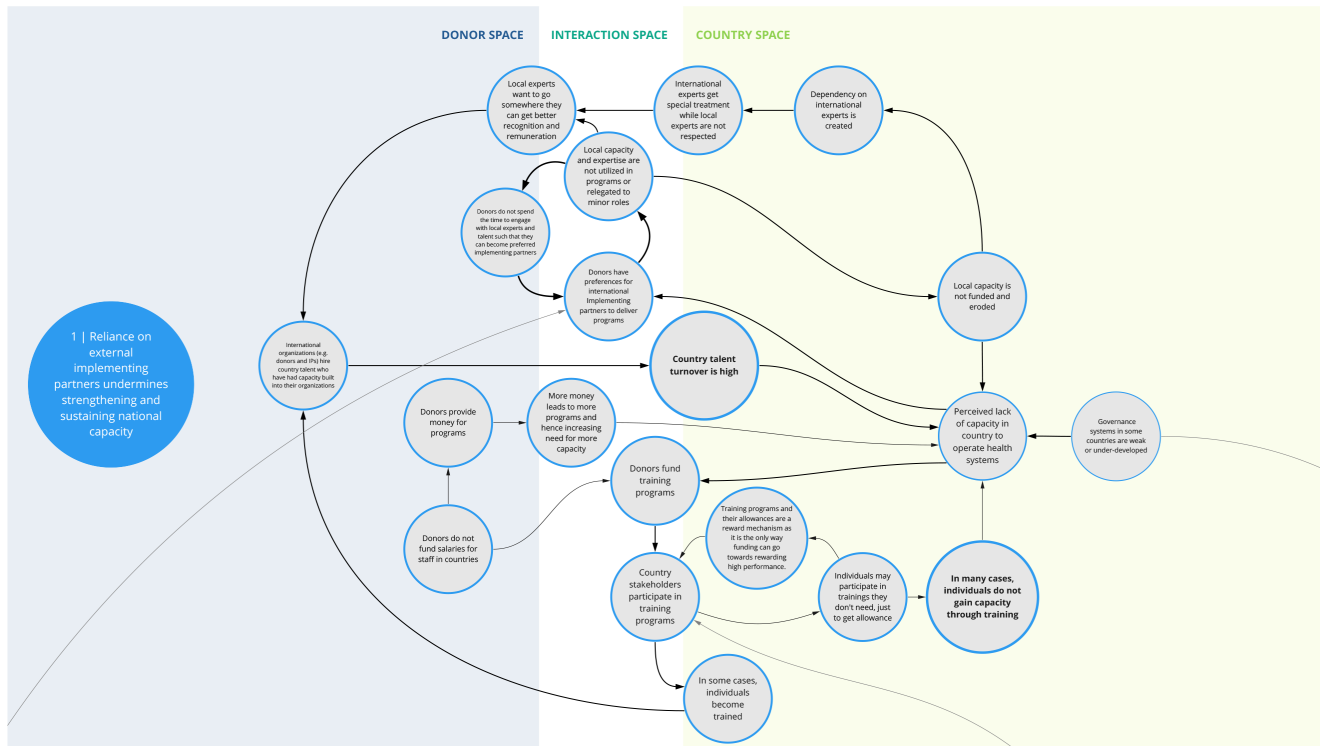 DONOR SPACE
INTERACTION SPACE
COUNTRY SPACE
Local experts
want to go
somewhere they
can get better
recognition and
remuneration
International
experts get
special treatment
while local
experts are not
respected
Dependency on
international
experts is
created
Local capacity
and expertise are
not utilized in
programs or
relegated to
minor roles
Donors do not spend
the time to engage
with local experts and
talent such that they
can become preferred
implementing partners
Donors have
preferences for
international
Implementing
partners to deliver
programs
Local capacity is
not funded and
eroded
1 | Reliance on
external
implementing
partners undermines
strengthening and
sustaining national
capacity
International
organizations (e.g.
donors and IPs) hire
country talent who
have had capacity built
into their organizations
Country talent
turnover is high
Donors provide
money for
programs
More money
leads to more
programs and
hence increasing
need for more
capacity
Perceived lack
of capacity in
country to
operate health
systems
Governance
systems in some
countries are weak
or under-developed
Donors fund
training
programs
Training programs and
their allowances are a
reward mechanism as
it is the only way
funding can go
towards rewarding
high performance.
Donors do not
fund salaries for
staff in countries
Country
stakeholders
participate in
training
programs
Individuals may
participate in
trainings they
don't need, just
to get allowance
In many cases,
individuals do not
gain capacity
through training
In some cases,
individuals
become
trained